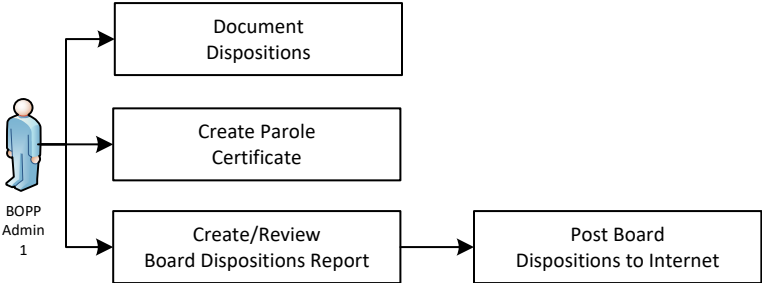 Document
Dispositions
Create Parole
Certificate
BOPP
Admin
1
Create/Review
Board Dispositions Report
Post Board
Dispositions to Internet